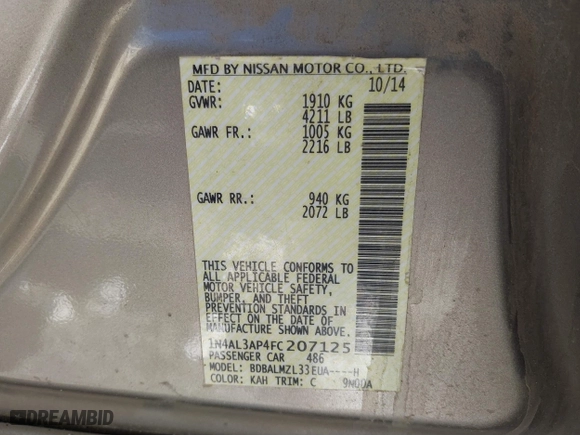 MFD BY NISSAN MOTOR CO., LTD.
DATE: 10/14
GVWR: 1910 KG
4211 LB
GAWR FR.: 1005 KG
2216 LB
GAWR RR.: 940 KG
2072 LB
THIS VEHICLE CONFORMS TO
ALL APPLICABLE FEDERAL
MOTOR VEHICLE SAFETY,
BUMPER, AND THEFT
PREVENTION STANDARDS IN
EFFECT ON THE DATE OF
MANUFACTURE SHOWN ABOVE.
1N4AL3AP4FC207125
PASSENGER CAR 486
MODEL: BDBALMZL33EUA----H
COLOR: KAH TRIM: C 9N00A
DREAMBID